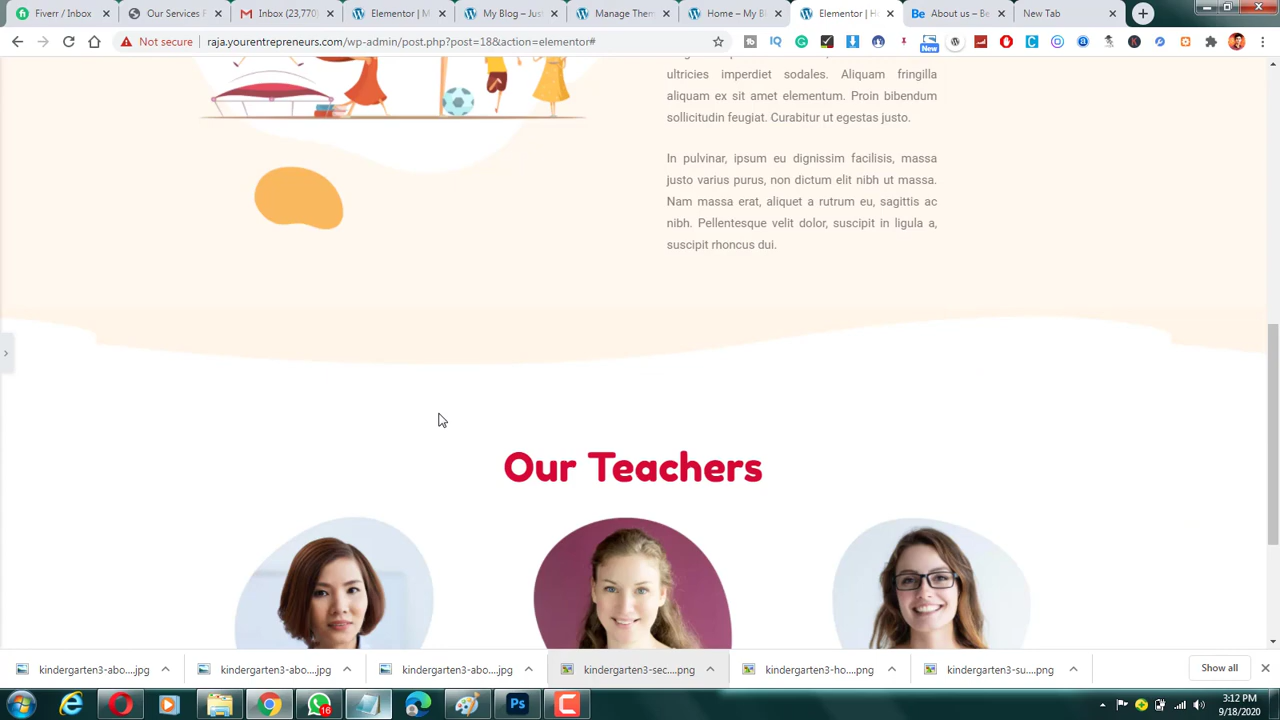 Fiverr / Inbox
Our Services F
Inbox (23,770)
Elementor | M
My Blog – Jus
Manage Them
Home – My Bl
Elementor | H
About us – Be
New Tab
Not secure
raja.yourentrepreneurs.com/wp-admin/post.php?post=18&action=elementor#
New
ultricies imperdiet sodales. Aliquam fringilla
aliquam ex sit amet elementum. Proin bibendum
sollicitudin feugiat. Curabitur ut egestas justo.
In pulvinar, ipsum eu dignissim facilisis, massa
justo varius purus, non dictum elit nibh ut massa.
Nam massa erat, aliquet a rutrum eu, sagittis ac
nibh. Pellentesque velit dolor, suscipit in ligula a,
suscipit rhoncus dui.
Our Teachers
kindergarten3-abo....jpg
kindergarten3-abo....jpg
kindergarten3-abo....jpg
kindergarten3-sec....png
kindergarten3-ho....png
kindergarten3-su....png
Show all
16
3:12 PM
9/18/2020